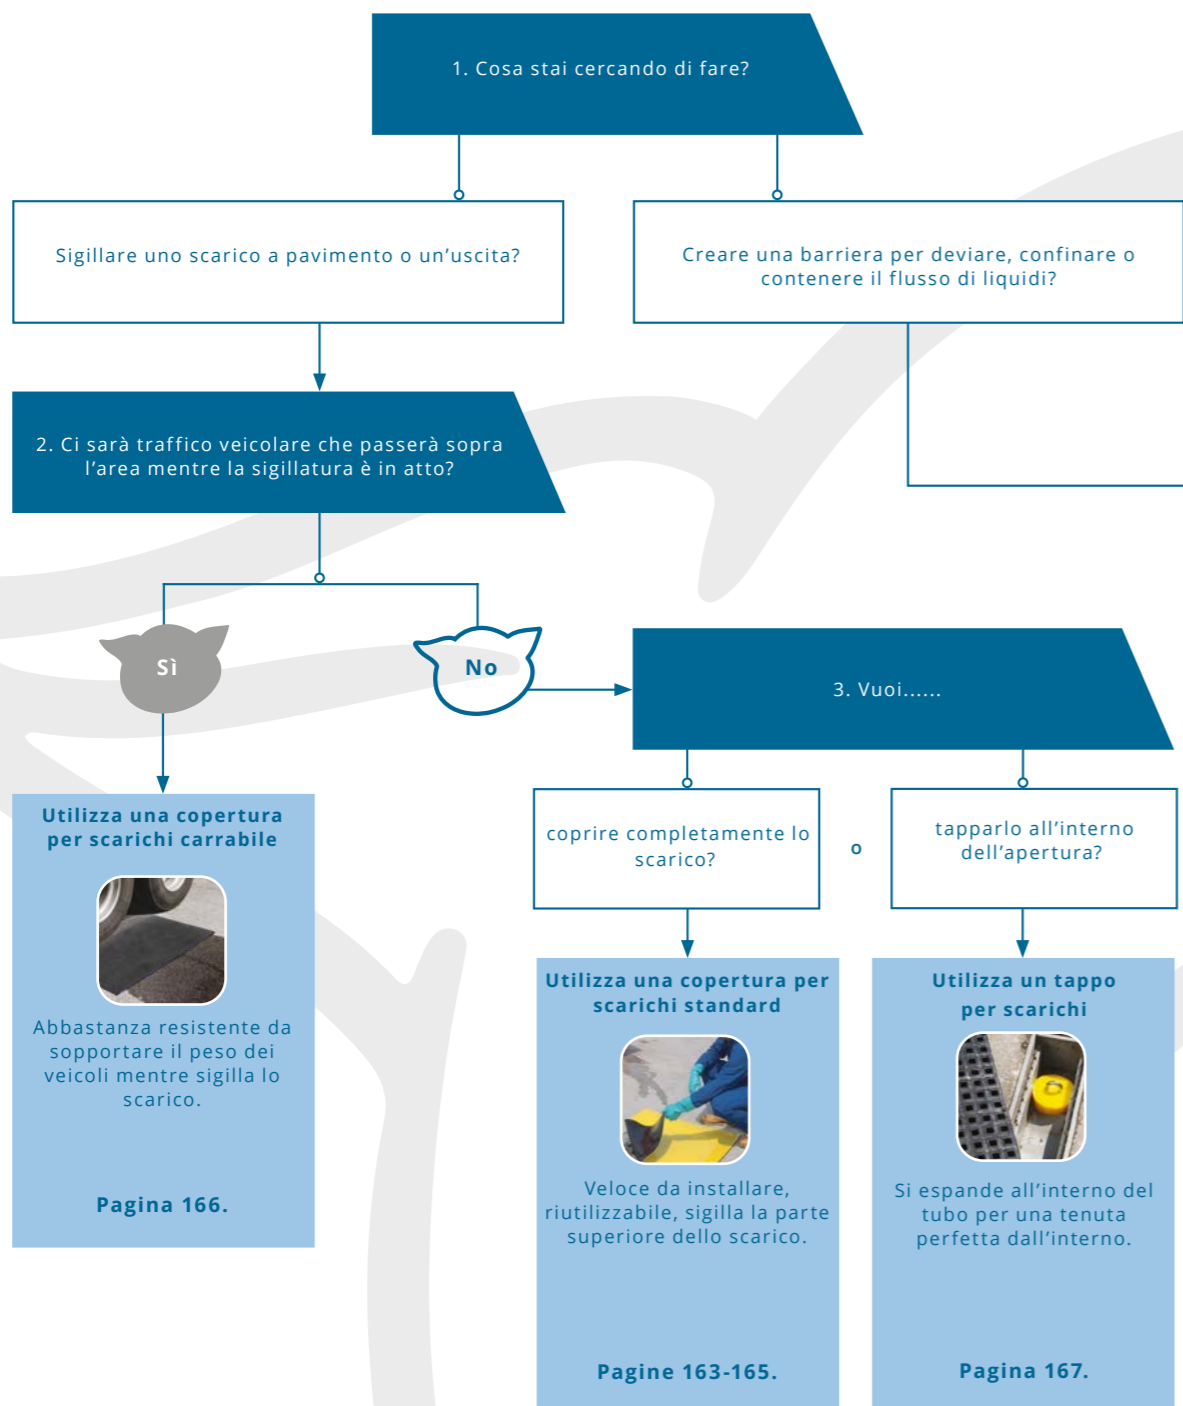 1. Cosa stai cercando di fare?
Sigillare uno scarico a pavimento o un’uscita?
Creare una barriera per deviare, confinare o
contenere il flusso di liquidi?
2. Ci sarà traffico veicolare che passerà sopra
l’area mentre la sigillatura è in atto?
Sì
No
3. Vuoi......
Utilizza una copertura
per scarichi carrabile
Abbastanza resistente da
sopportare il peso dei
veicoli mentre sigilla lo
scarico.
Pagina 166.
coprire completamente lo
scarico?
o
tapparlo all’interno
dell’apertura?
Utilizza una copertura per
scarichi standard
Veloce da installare,
riutilizzabile, sigilla la parte
superiore dello scarico.
Pagine 163-165.
Utilizza un tappo
per scarichi
Si espande all’interno del
tubo per una tenuta
perfetta dall’interno.
Pagina 167.